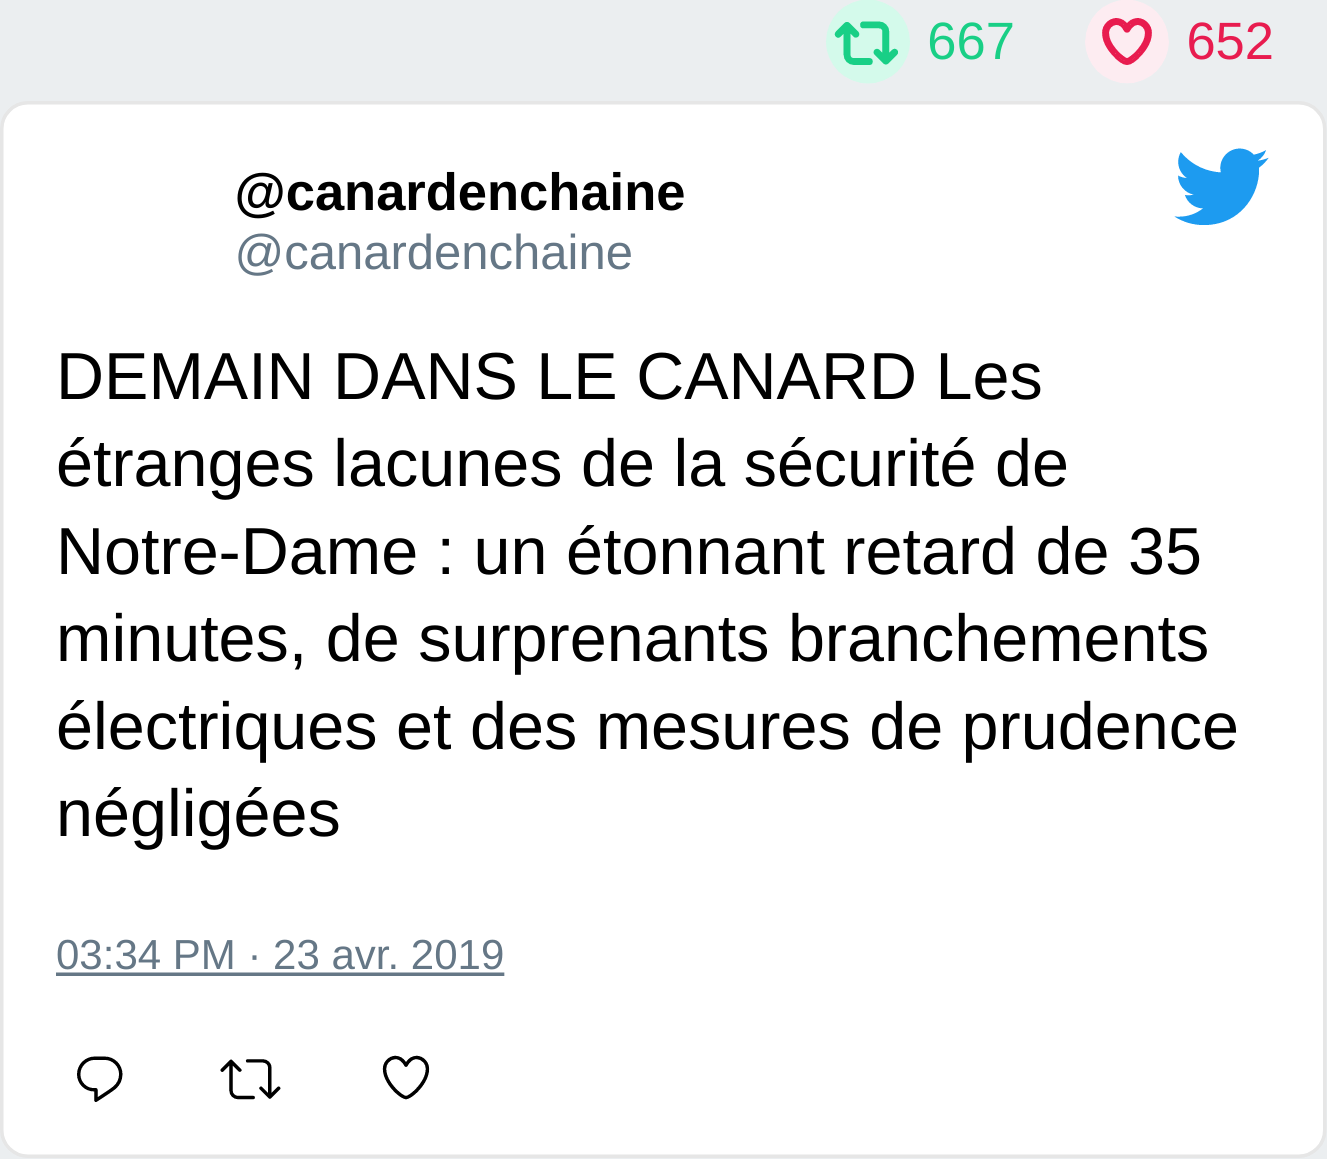 667 652
@canardenchaine
@canardenchaine
DEMAIN DANS LE CANARD Les
étranges lacunes de la sécurité de
Notre-Dame : un étonnant retard de 35
minutes, de surprenants branchements
électriques et des mesures de prudence
négligées
03:34 PM · 23 avr. 2019